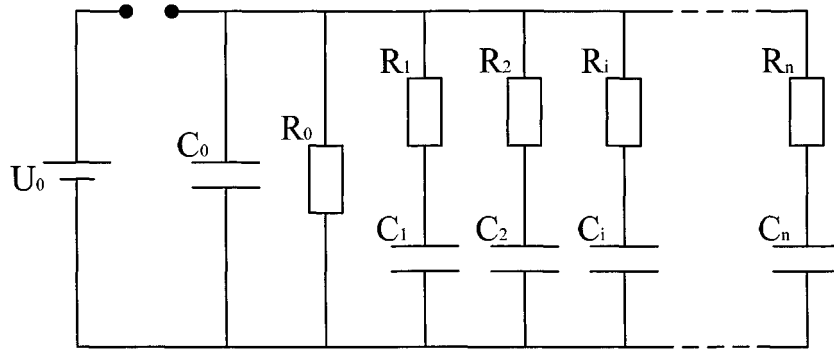 R₁ R₂ Rᵢ Rₙ
C₀ R₀
U₀
C₁ C₂ Cᵢ Cₙ